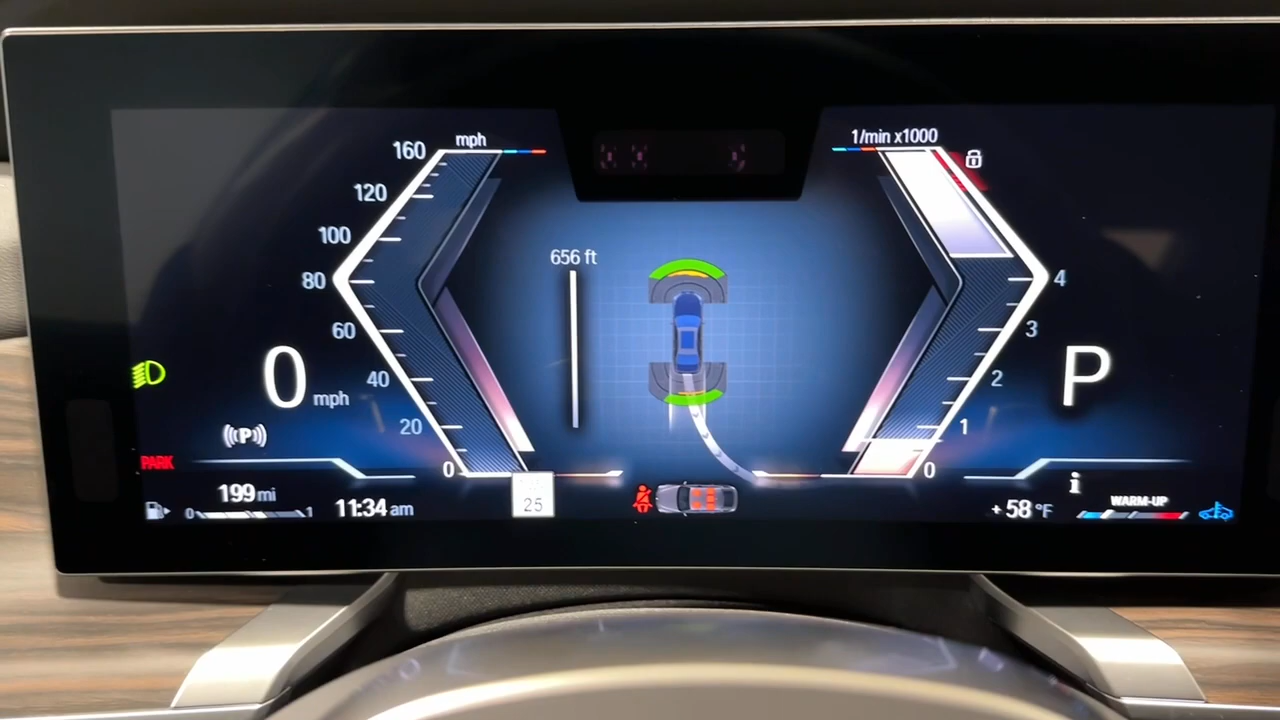 160
mph
1/min x1000
120
100
656 ft
80
4
60
3
0 mph
P
40
2
20
1
(((P)))
PARK
0
0
199 mi
25
i
WARM-UP
0 1
11:34 am
+ 58 °F